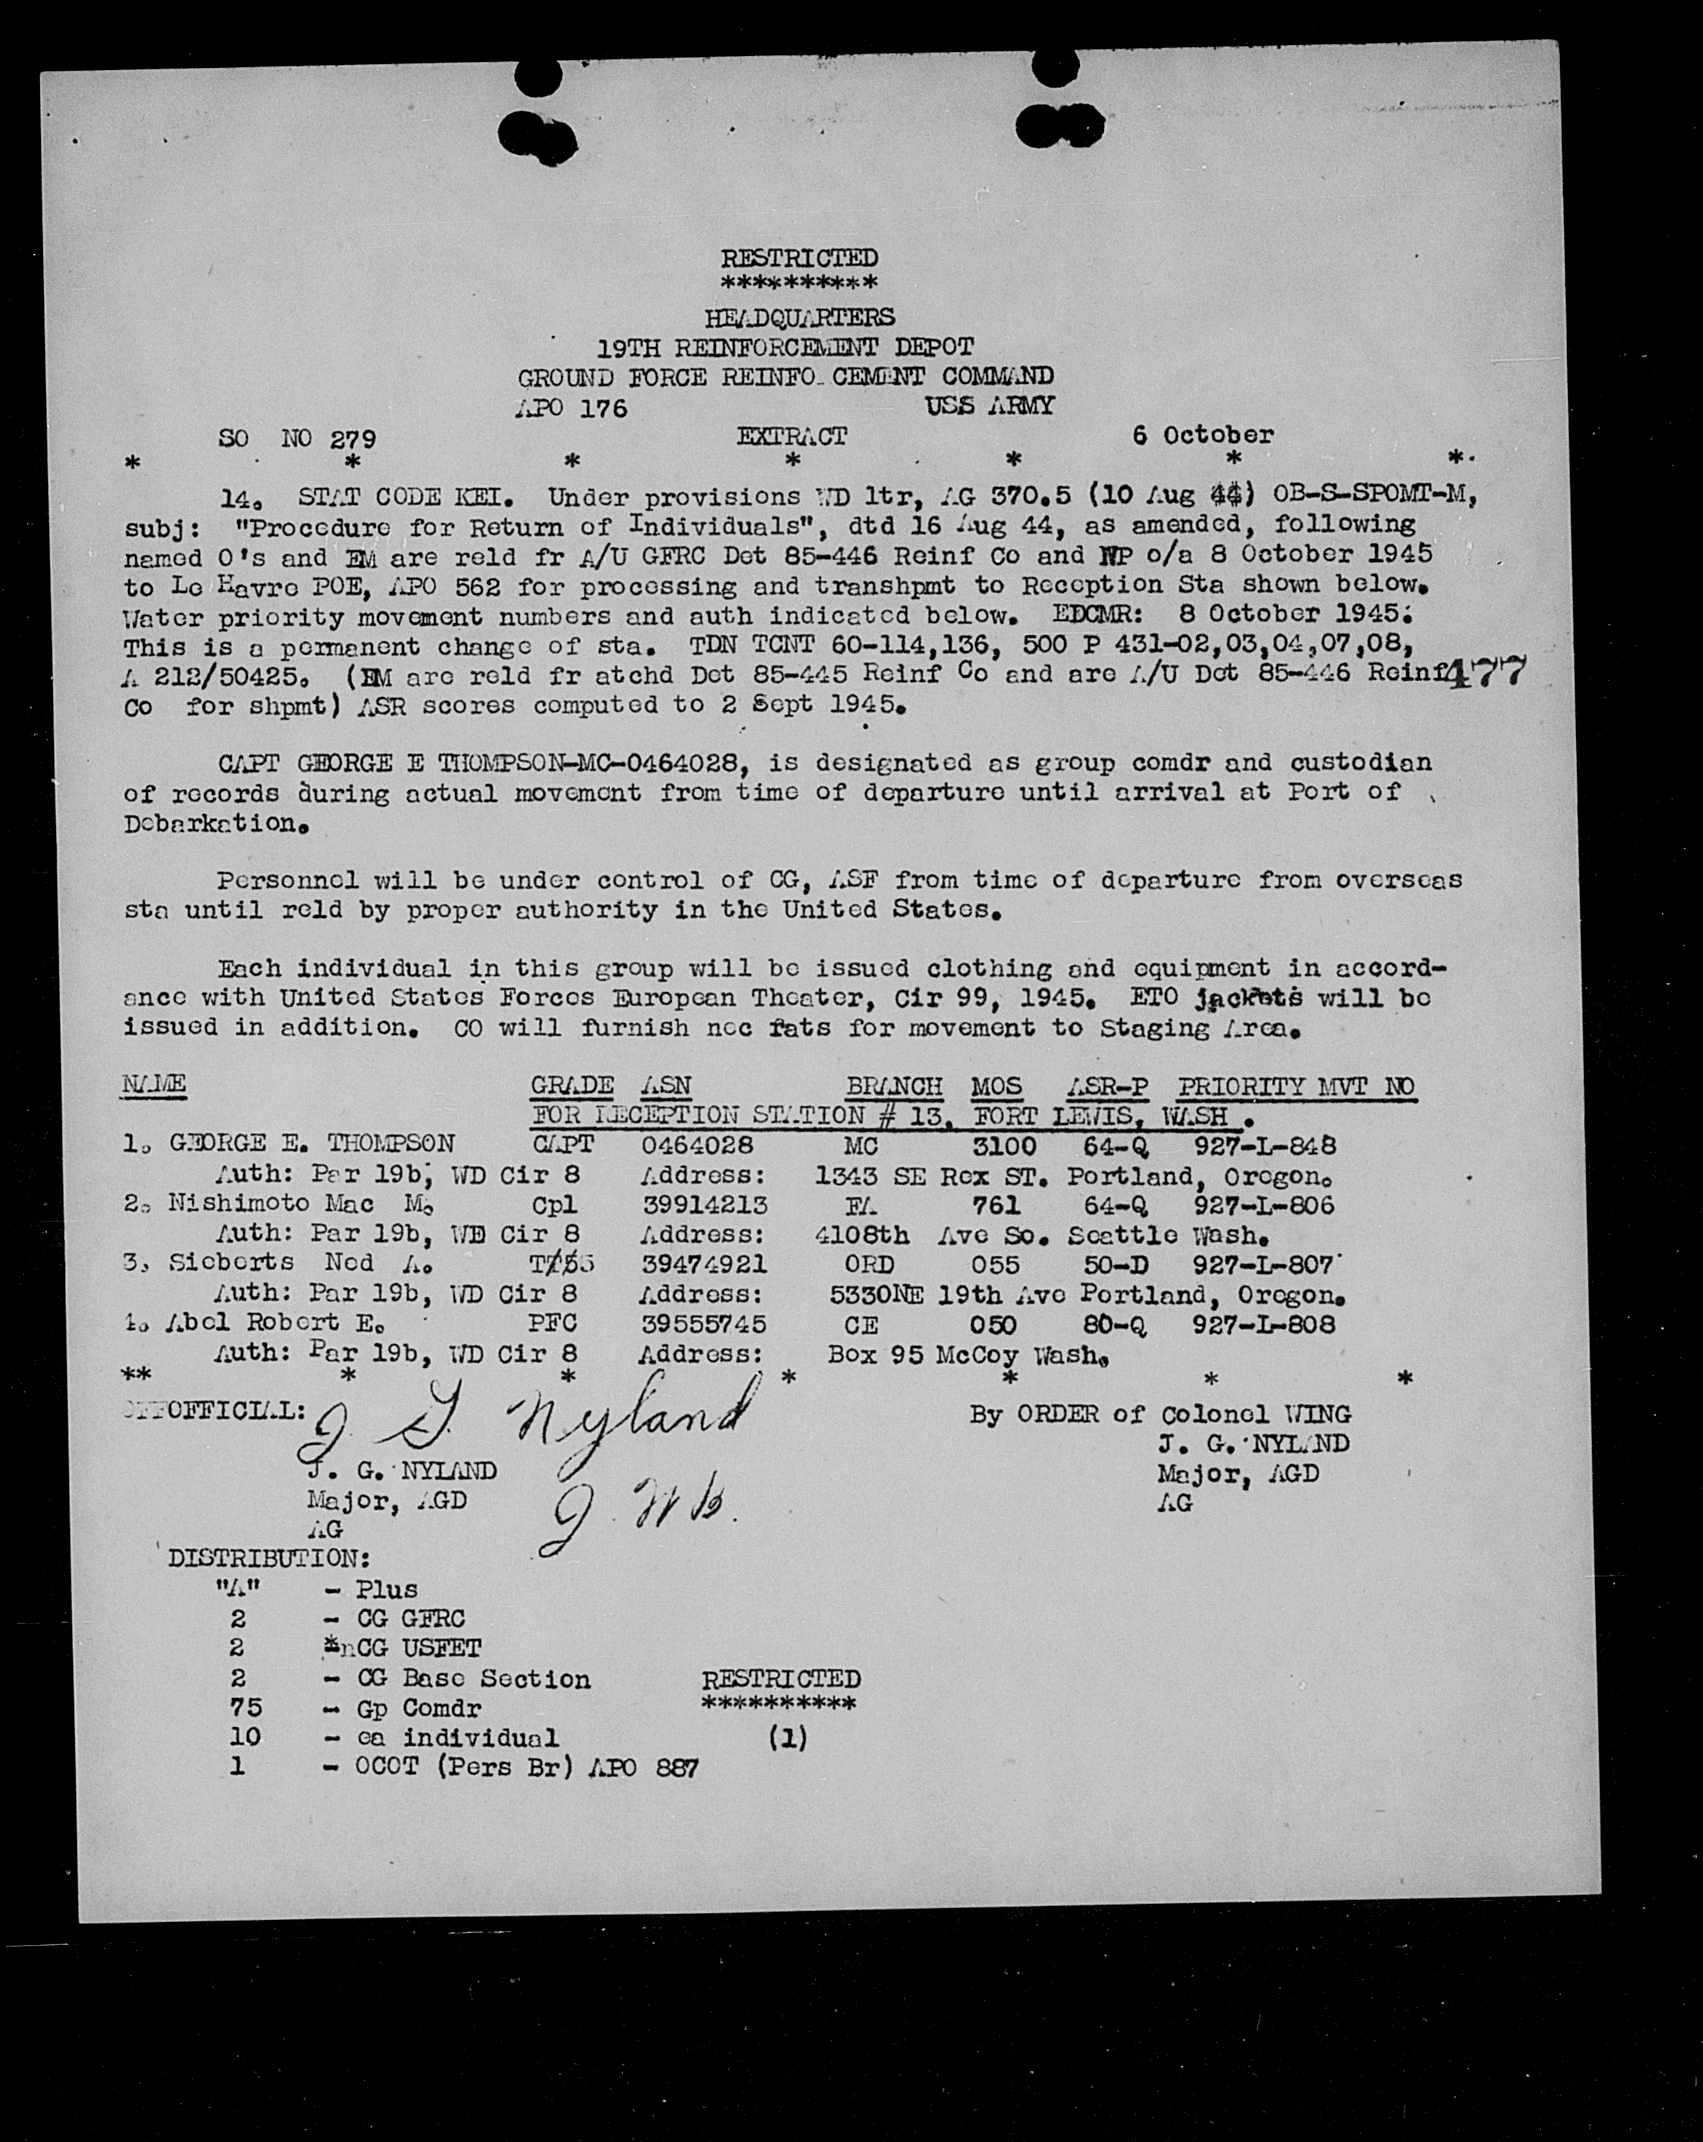 RESTRICTED
**********
HEADQUARTERS
19TH REINFORCEMENT DEPOT
GROUND FORCE REINFO CEMENT COMMAND
APO 176 USS ARMY
SO NO 279 EXTRACT 6 October
* * * * * * *
14. STAT CODE KEI. Under provisions WD ltr, AG 370.5 (10 Aug 44) OB-S-SPOMT-M,
subj: "Procedure for Return of Individuals", dtd 16 Aug 44, as amended, following
named O's and EM are reld fr A/U GFRC Det 85-446 Reinf Co and WP o/a 8 October 1945
to Le Havre POE, APO 562 for processing and transhpmt to Reception Sta shown below.
Water priority movement numbers and auth indicated below. EDCMR: 8 October 1945.
This is a permanent change of sta. TDN TCNT 60-114,136, 500 P 431-02,03,04,07,08,
A 212/50425. (EM are reld fr atchd Det 85-445 Reinf Co and are A/U Det 85-446 Reinf 477
Co for shpmt) ASR scores computed to 2 Sept 1945.
CAPT GEORGE E THOMPSON-MC-0464028, is designated as group comdr and custodian
of records during actual movement from time of departure until arrival at Port of
Debarkation.
Personnel will be under control of CG, ASF from time of departure from overseas
sta until reld by proper authority in the United States.
Each individual in this group will be issued clothing and equipment in accord-
ance with United States Forces European Theater, Cir 99, 1945. ETO jackets will be
issued in addition. CO will furnish nec rats for movement to Staging Area.
NAME GRADE ASN BRANCH MOS ASR-P PRIORITY MVT NO
FOR RECEPTION STATION # 13, FORT LEWIS, WASH .
1. GEORGE E. THOMPSON CAPT 0464028 MC 3100 64-Q 927-L-848
Auth: Par 19b, WD Cir 8 Address: 1343 SE Rex ST. Portland, Oregon.
2. Nishimoto Mac M. Cpl 39914213 FA 761 64-Q 927-L-806
Auth: Par 19b, WD Cir 8 Address: 4108th Ave So. Seattle Wash.
3. Sieberts Ned A. T/5 39474921 ORD 055 50-D 927-L-807
Auth: Par 19b, WD Cir 8 Address: 5330NE 19th Ave Portland, Oregon.
4. Abel Robert E. PFC 39555745 CE 050 80-Q 927-L-808
Auth: Par 19b, WD Cir 8 Address: Box 95 McCoy Wash.
** * * * * * *
OFFICIAL: J G. Nyland By ORDER of Colonel WING
J. G. NYLAND J. G. NYLAND
Major, AGD J. W B. Major, AGD
AG AG
DISTRIBUTION:
"A" - Plus
2 - CG GFRC
2 CG USFET
2 - CG Base Section RESTRICTED
75 - Gp Comdr **********
10 - ea individual (1)
1 - OCOT (Pers Br) APO 887